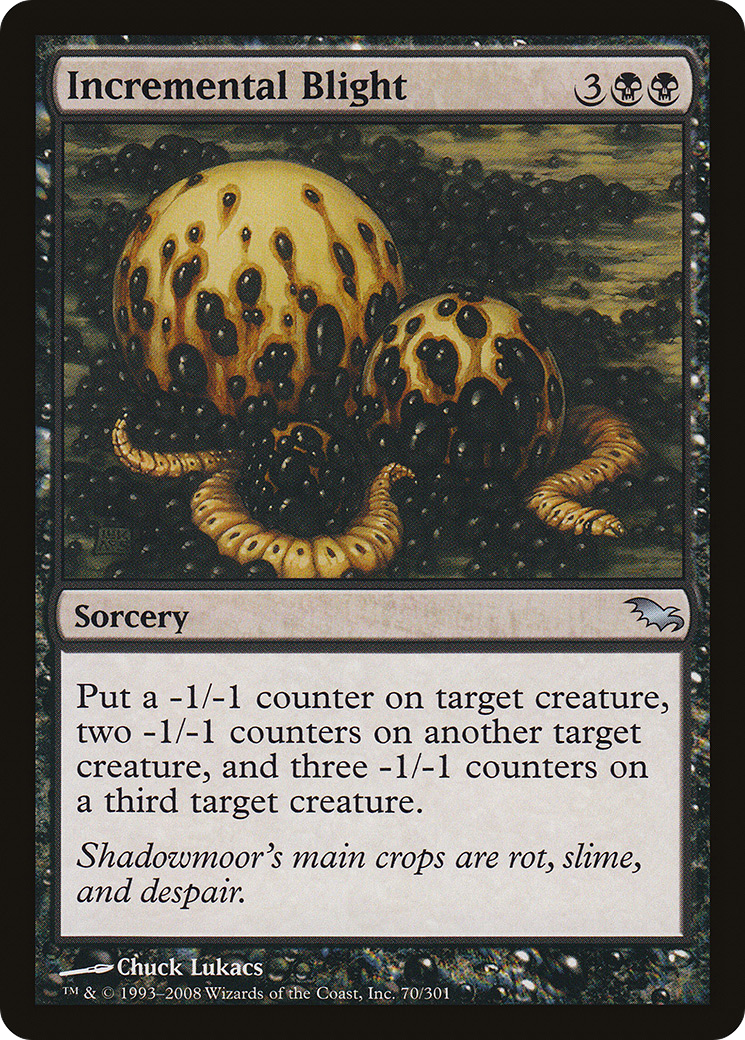 Incremental Blight 3
Sorcery
Put a -1/-1 counter on target creature,
two -1/-1 counters on another target
creature, and three -1/-1 counters on
a third target creature.
Shadowmoor's main crops are rot, slime,
and despair.
Chuck Lukacs
™ & © 1993–2008 Wizards of the Coast, Inc. 70/301